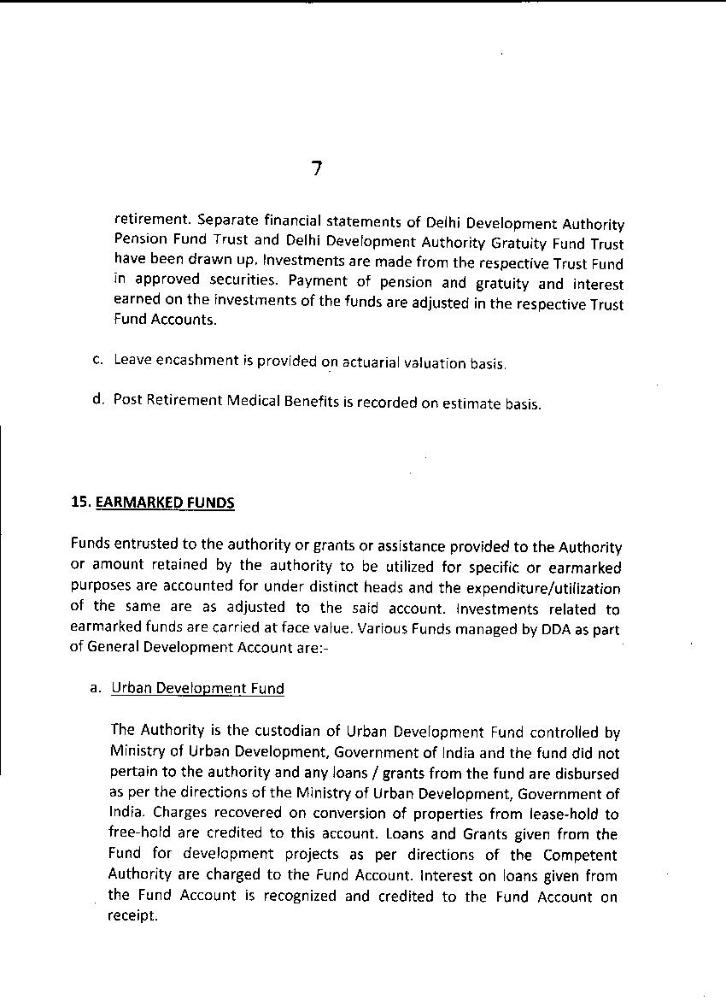 7
retirement. Separate financial statements of Delhi Development Authority
Pension Fund Trust and Delhi Development Authority Gratuity Fund Trust
have been drawn up. Investments are made from the respective Trust Fund
in approved securities. Payment of pension and gratuity and interest
earned on the investments of the funds are adjusted in the respective Trust
Fund Accounts.
c. Leave encashment is provided on actuarial valuation basis.
d. Post Retirement Medical Benefits is recorded on estimate basis.
15. EARMARKED FUNDS
Funds entrusted to the authority or grants or assistance provided to the Authority
or amount retained by the authority to be utilized for specific or earmarked
purposes are accounted for under distinct heads and the expenditure/utilization
of the same are as adjusted to the said account. Investments related to
earmarked funds are carried at face value. Various Funds managed by DDA as part
of General Development Account are:-
a. Urban Development Fund
The Authority is the custodian of Urban Development Fund controlled by
Ministry of Urban Development, Government of India and the fund did not
pertain to the authority and any loans / grants from the fund are disbursed
as per the directions of the Ministry of Urban Development, Government of
India. Charges recovered on conversion of properties from lease-hold to
free-hold are credited to this account. Loans and Grants given from the
Fund for development projects as per directions of the Competent
Authority are charged to the Fund Account. Interest on loans given from
the Fund Account is recognized and credited to the Fund Account on
receipt.